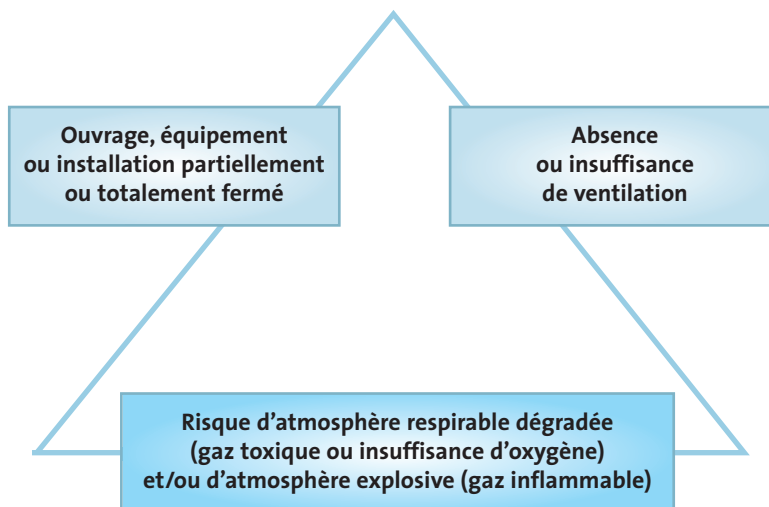 Ouvrage, équipement
ou installation partiellement
ou totalement fermé
Absence
ou insuffisance
de ventilation
Risque d’atmosphère respirable dégradée
(gaz toxique ou insuffisance d’oxygène)
et/ou d’atmosphère explosive (gaz inflammable)